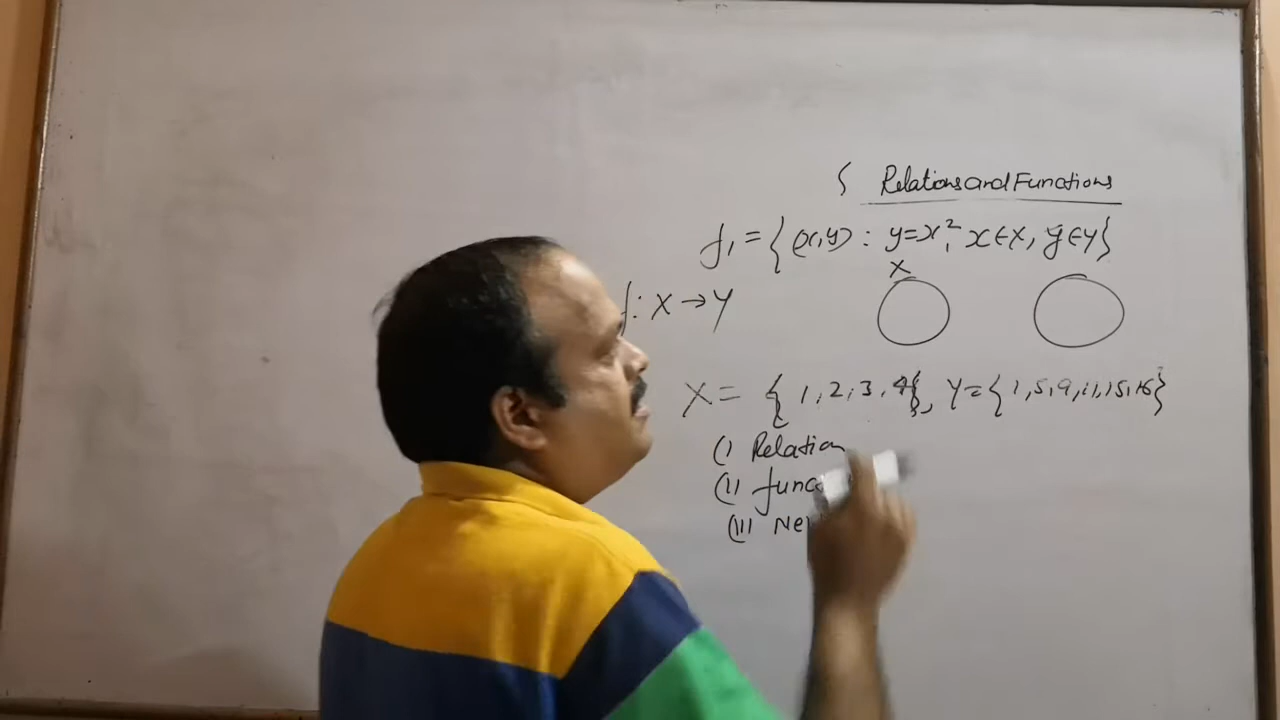 Relations and Functions
f₁ = {(x,y) : y=x², x∈X, y∈Y}
X
f: X → Y
X = {1, 2, 3, 4}, Y = {1, 5, 9, 11, 15, 16}
(i Relation
(ii
(iii